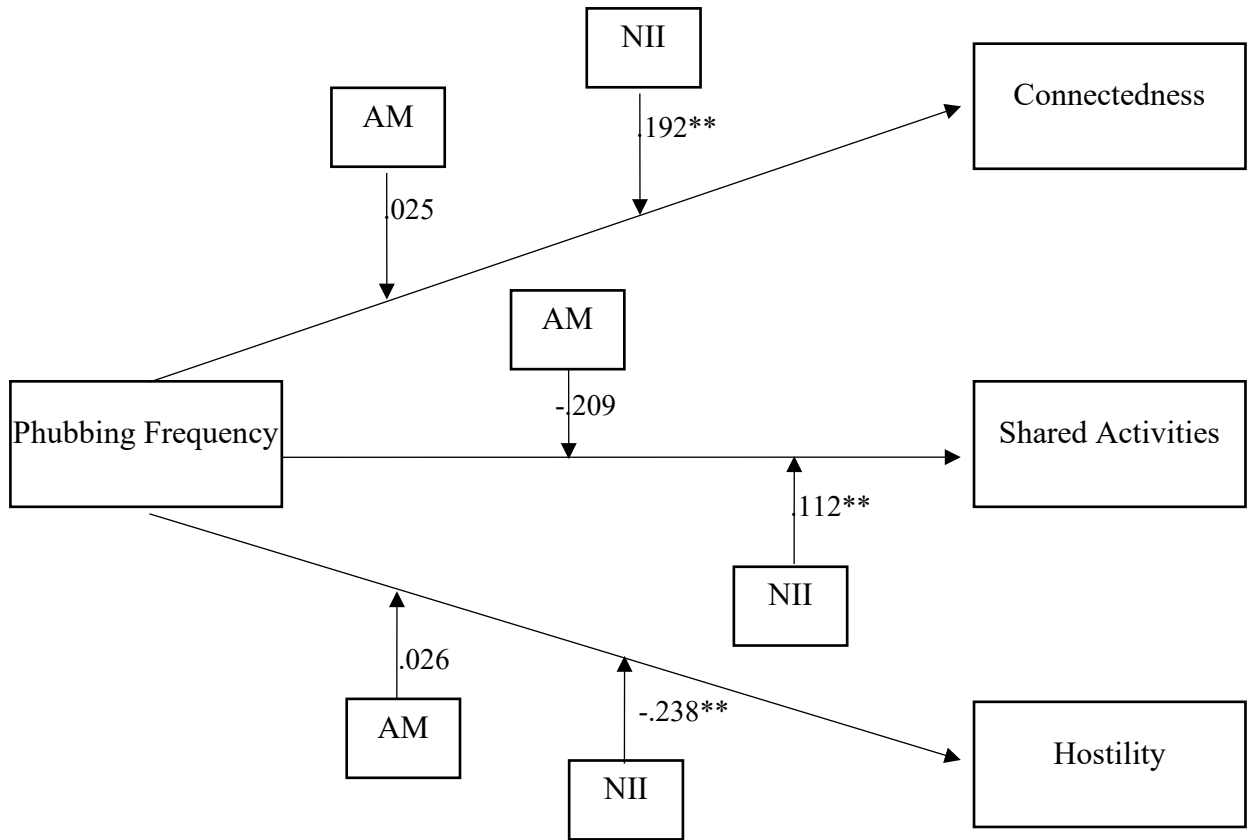 NII
Connectedness
AM
.192**
.025
AM
-.209
Phubbing Frequency
Shared Activities
.112**
NII
.026
AM
-.238**
NII
Hostility